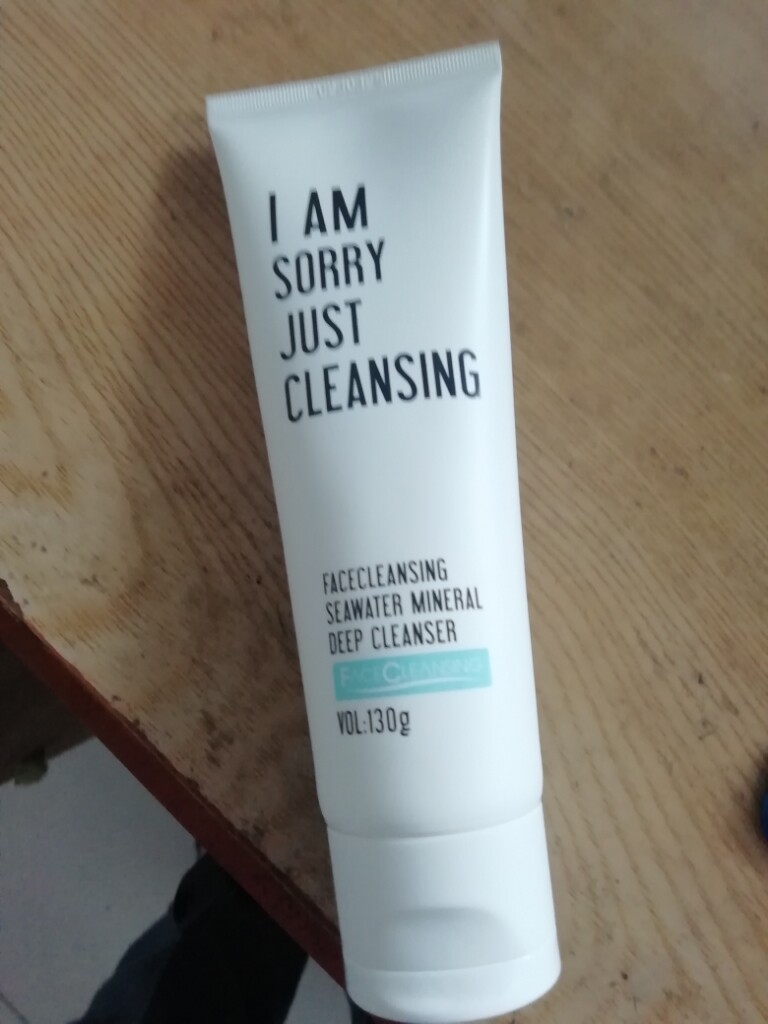 I AM
SORRY
JUST
CLEANSING
FACECLEANSING
SEAWATER MINERAL
DEEP CLEANSER
FACECLEANSING
VOL:130g